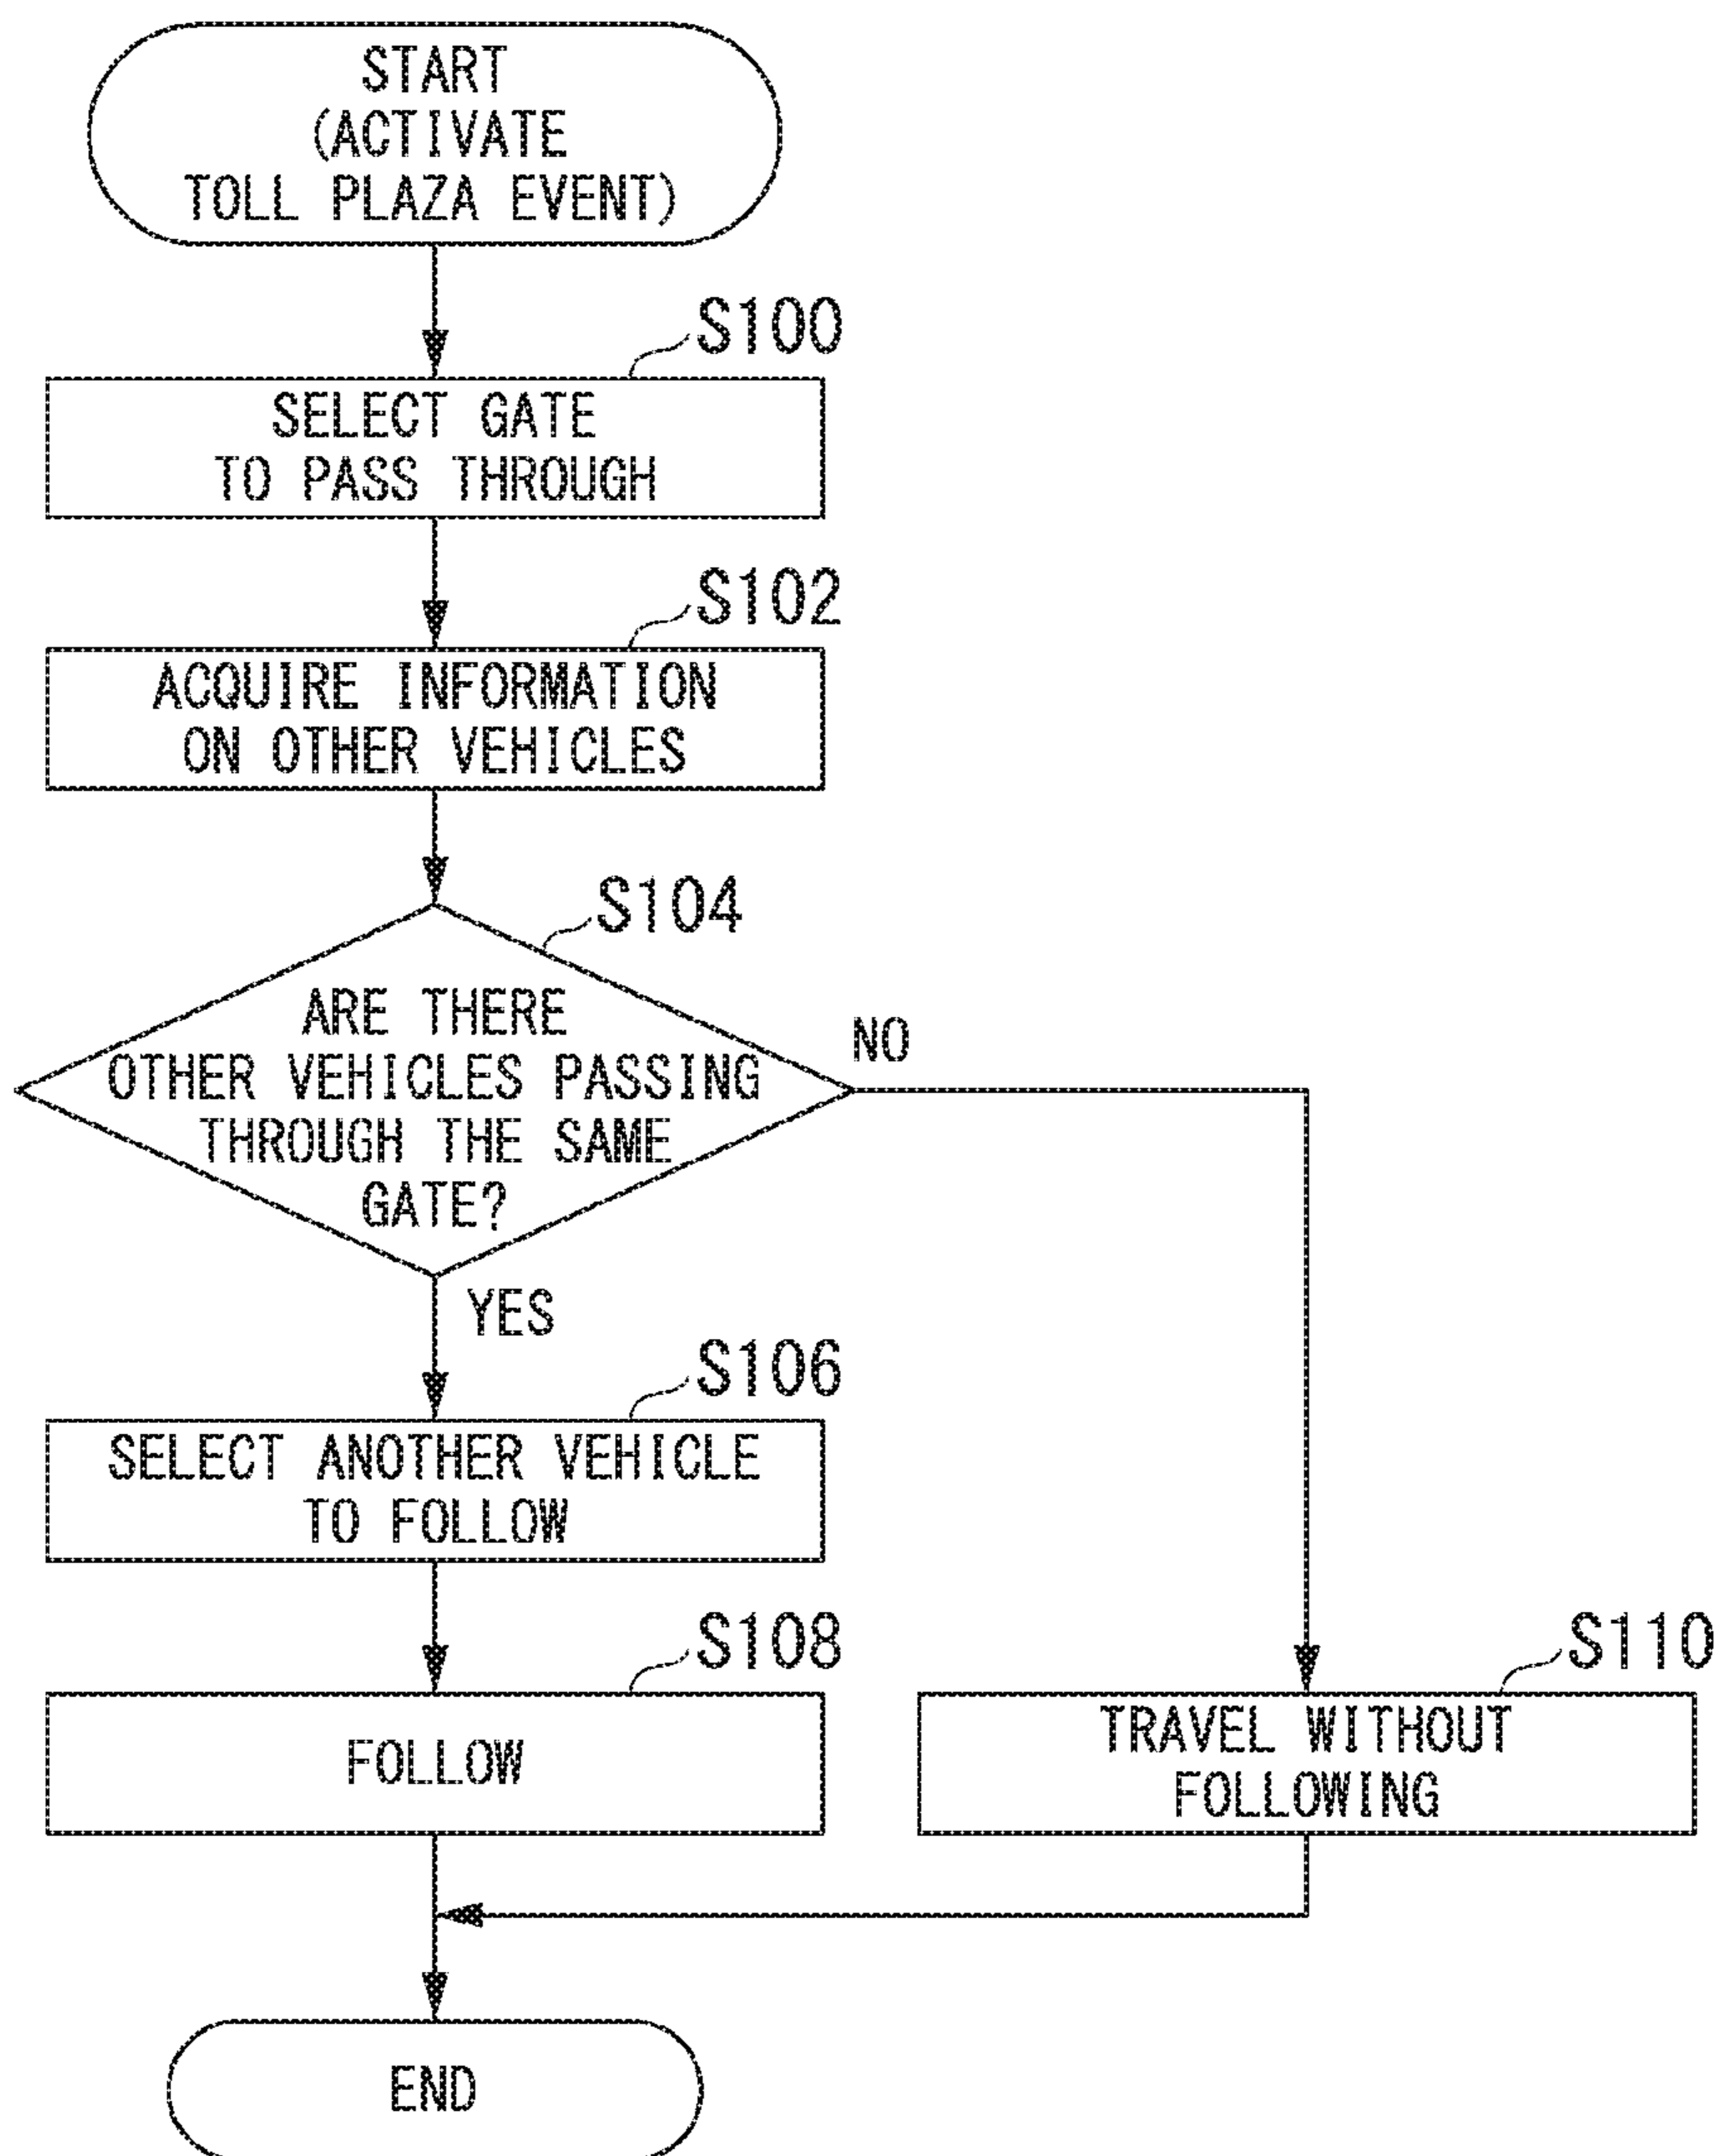 START
(ACTIVATE
TOLL PLAZA EVENT)
S100
SELECT GATE
TO PASS THROUGH
S102
ACQUIRE INFORMATION
ON OTHER VEHICLES
S104
ARE THERE
OTHER VEHICLES PASSING
THROUGH THE SAME
GATE?
NO
YES
S106
SELECT ANOTHER VEHICLE
TO FOLLOW
S108
FOLLOW
S110
TRAVEL WITHOUT
FOLLOWING
END